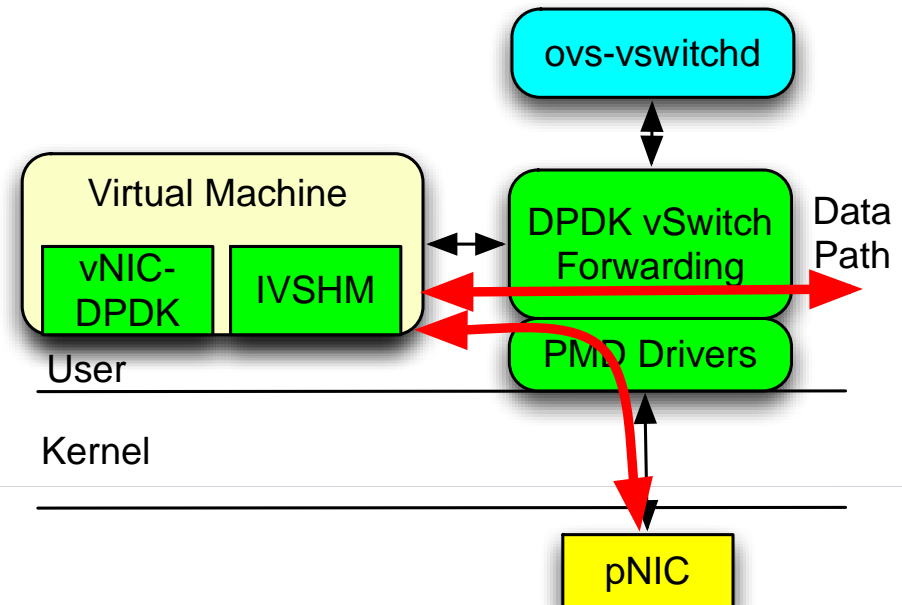 ovs-vswitchd
Virtual Machine
vNIC-
DPDK
IVSHM
DPDK vSwitch
Forwarding
Data
Path
PMD Drivers
User
Kernel
pNIC